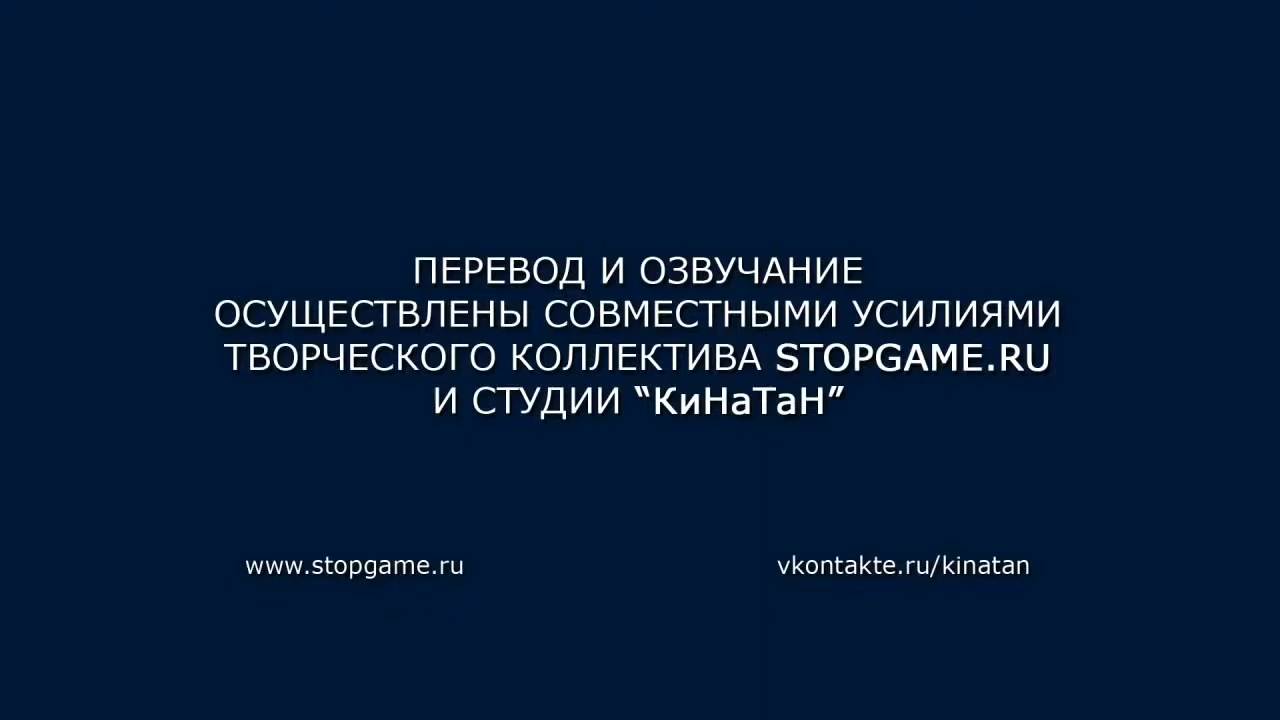 ПЕРЕВОД И ОЗВУЧАНИЕ
ОСУЩЕСТВЛЕНЫ СОВМЕСТНЫМИ УСИЛИЯМИ
ТВОРЧЕСКОГО КОЛЛЕКТИВА STOPGAME.RU
И СТУДИИ “КиНаТаН”
www.stopgame.ru
vkontakte.ru/kinatan